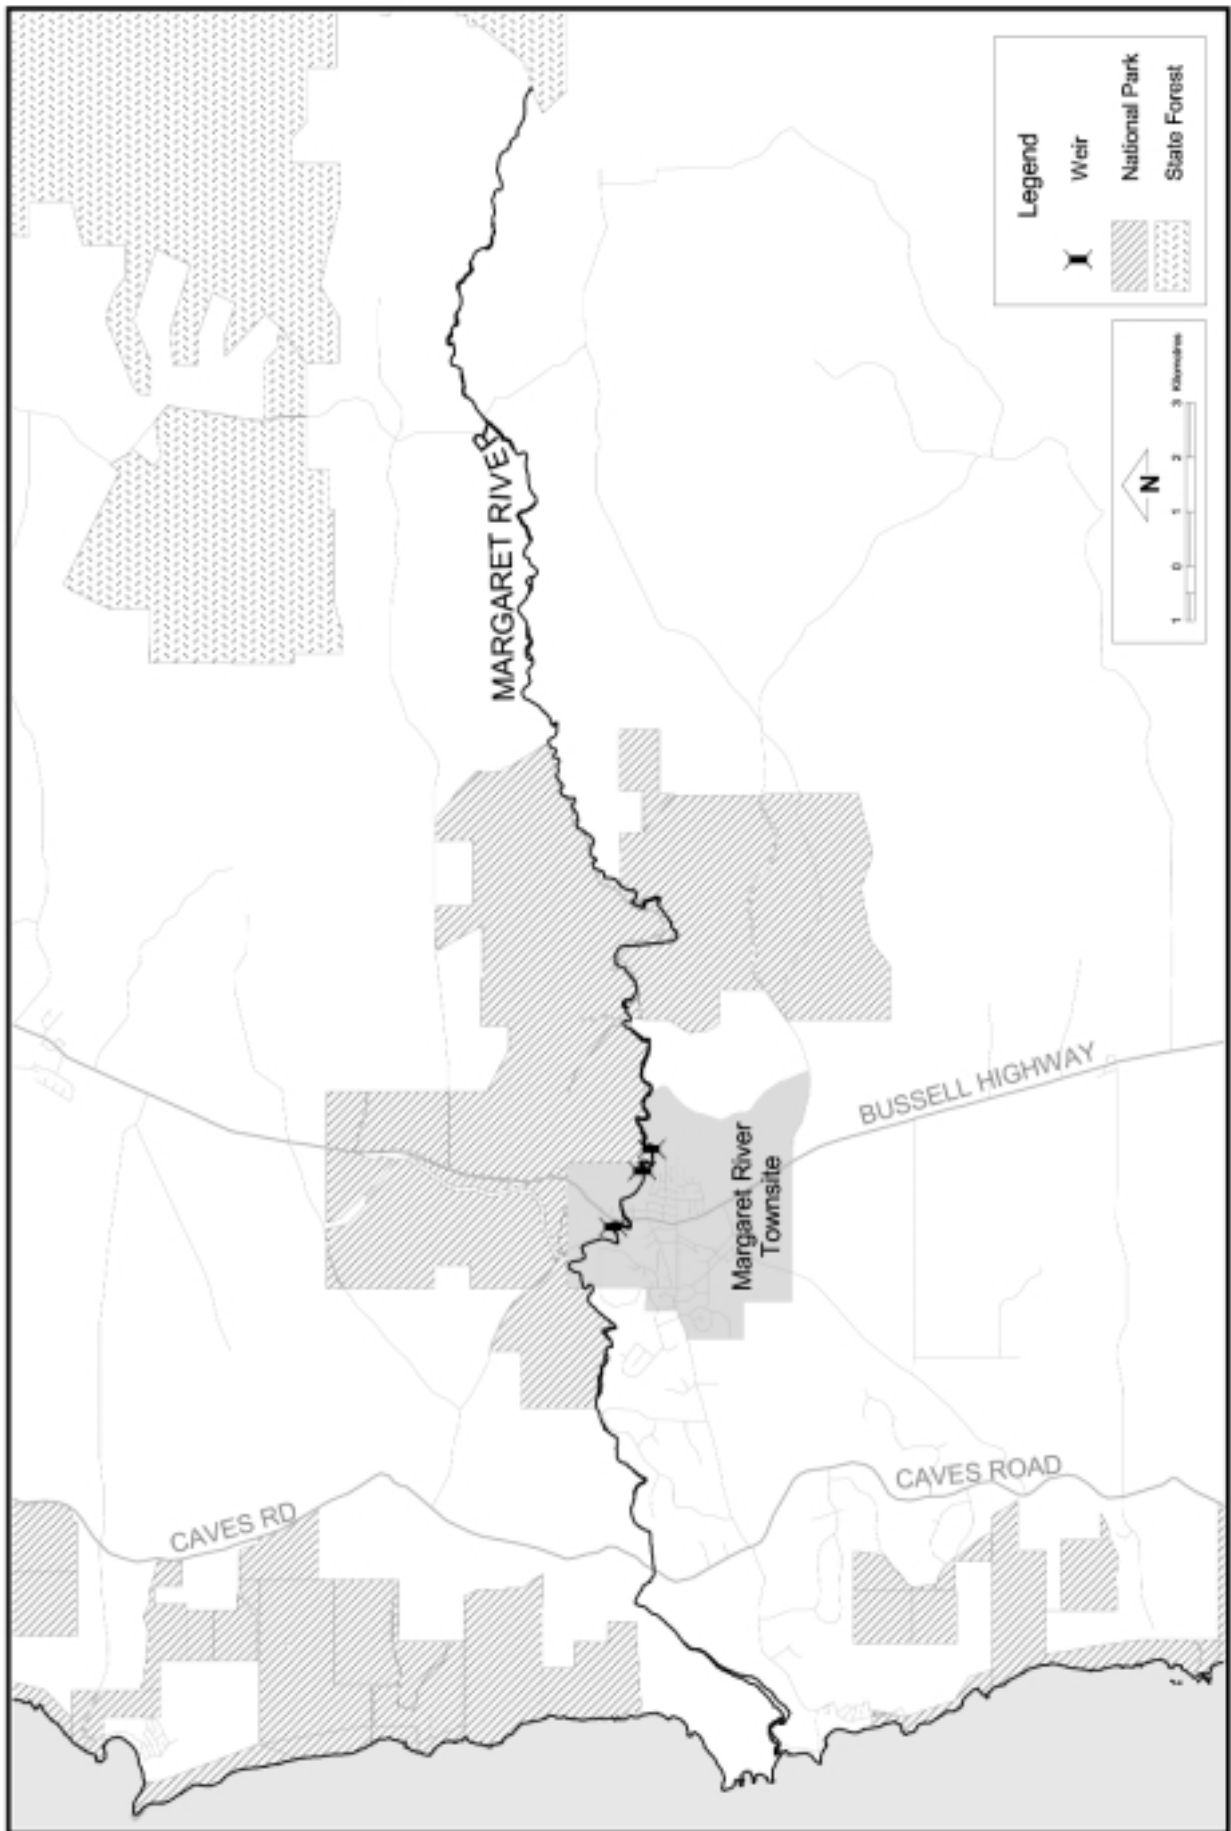 MARGARET RIVER
Margaret River
Townsite
BUSSELL HIGHWAY
CAVES RD
CAVES ROAD
Legend
Weir
National Park
State Forest
N
1 0 1 2 3 Kilometres